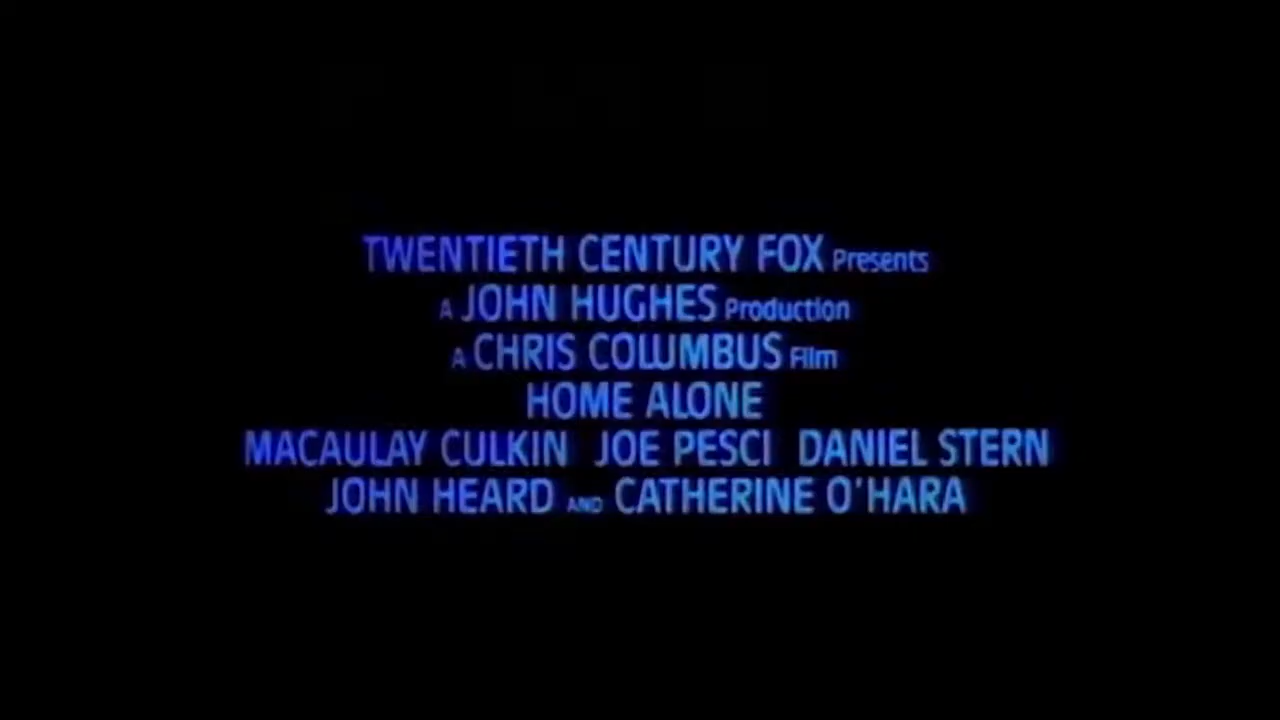 TWENTIETH CENTURY FOX Presents
A JOHN HUGHES Production
A CHRIS COLUMBUS Film
HOME ALONE
MACAULAY CULKIN JOE PESCI DANIEL STERN
JOHN HEARD AND CATHERINE O'HARA